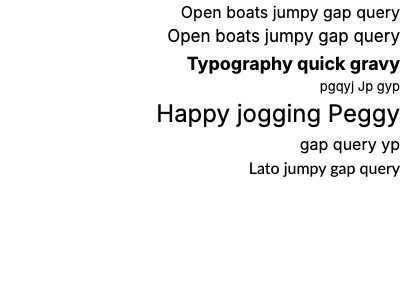 Open boats jumpy gap query
Open boats jumpy gap query
Typography quick gravy
pgqyj Jp gyp
Happy jogging Peggy
gap query yp
Lato jumpy gap query